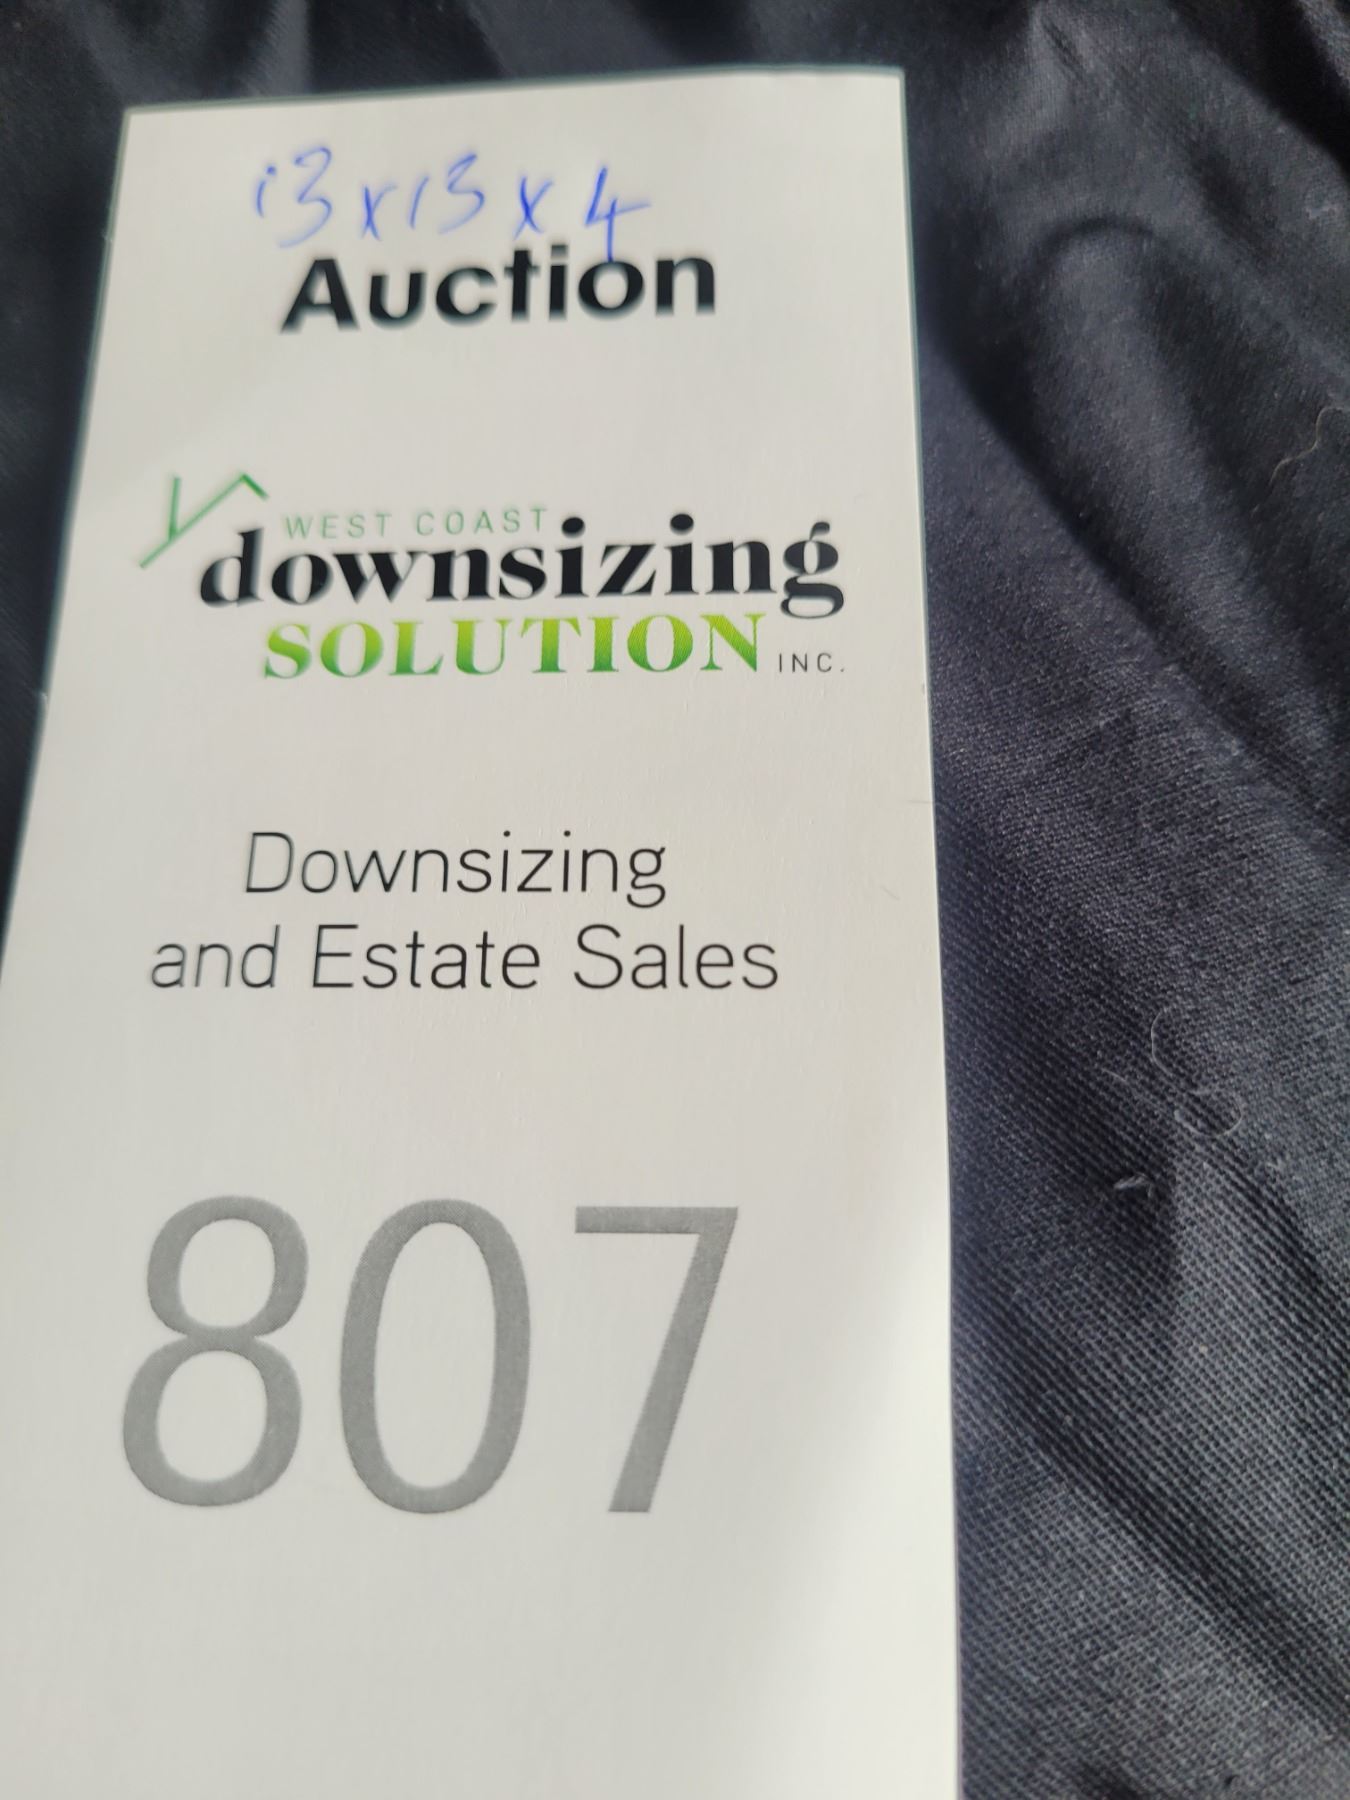 13x13x4
Auction
WEST COAST
downsizing
SOLUTION INC.
Downsizing
and Estate Sales
807